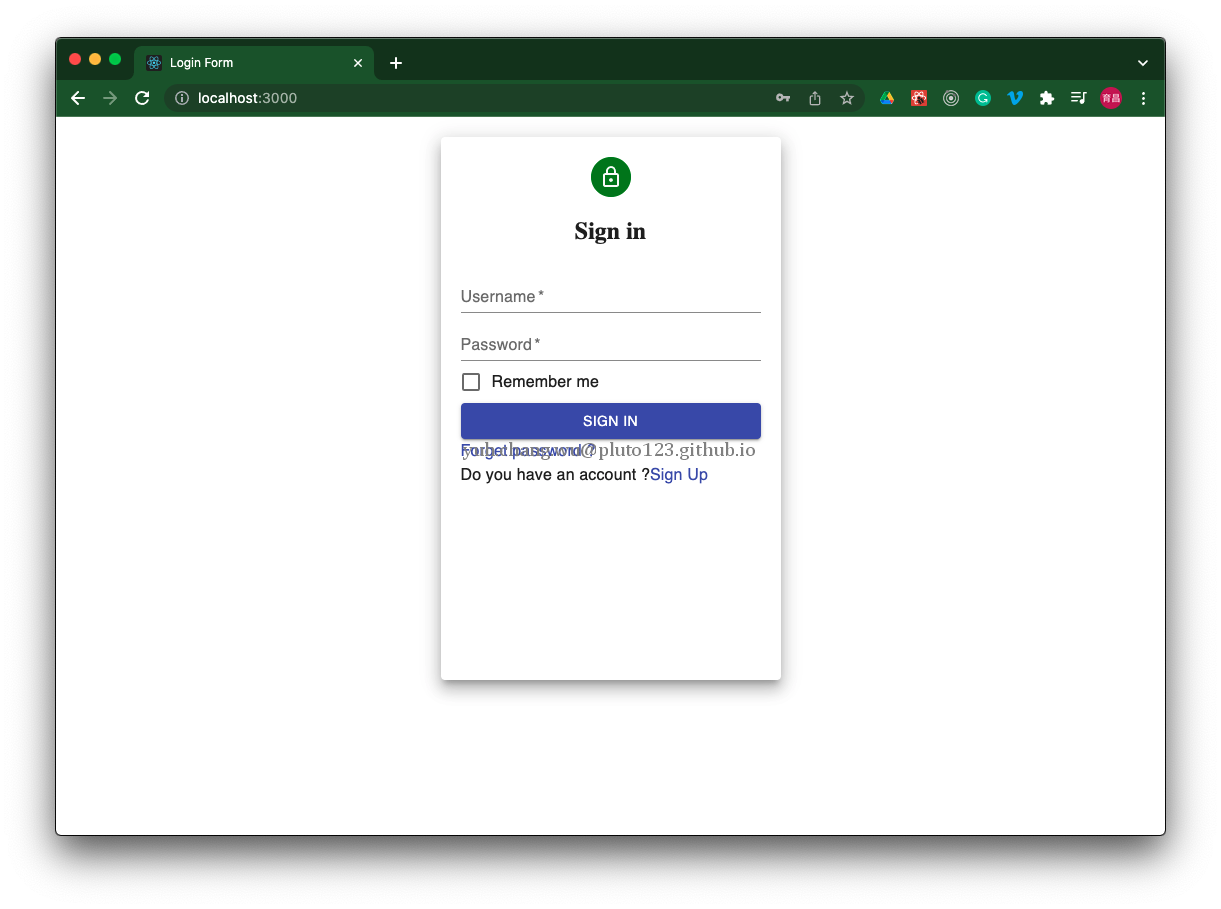 Login Form
localhost:3000
育昌
Sign in
Username *
Password *
Remember me
SIGN IN
Forget password ?
@pluto123.github.io
Do you have an account ?Sign Up